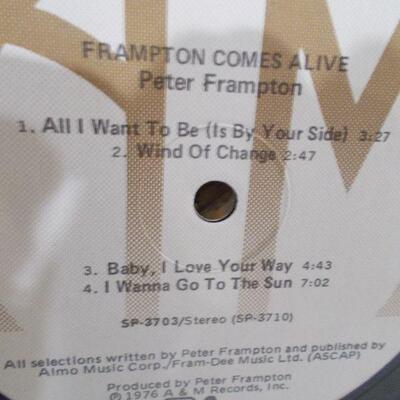 FRAMPTON COMES ALIVE
Peter Frampton
1. All I Want To Be (Is By Your Side) 3:27
2. Wind Of Change 2:47
3. Baby, I Love Your Way 4:43
4. I Wanna Go To The Sun 7:02
SP-3703/Stereo (SP-3710)
All selections written by Peter Frampton and published by
Almo Music Corp./Fram-Dee Music Ltd. (ASCAP)
Produced by Peter Frampton
℗ 1976 A & M Records, Inc.